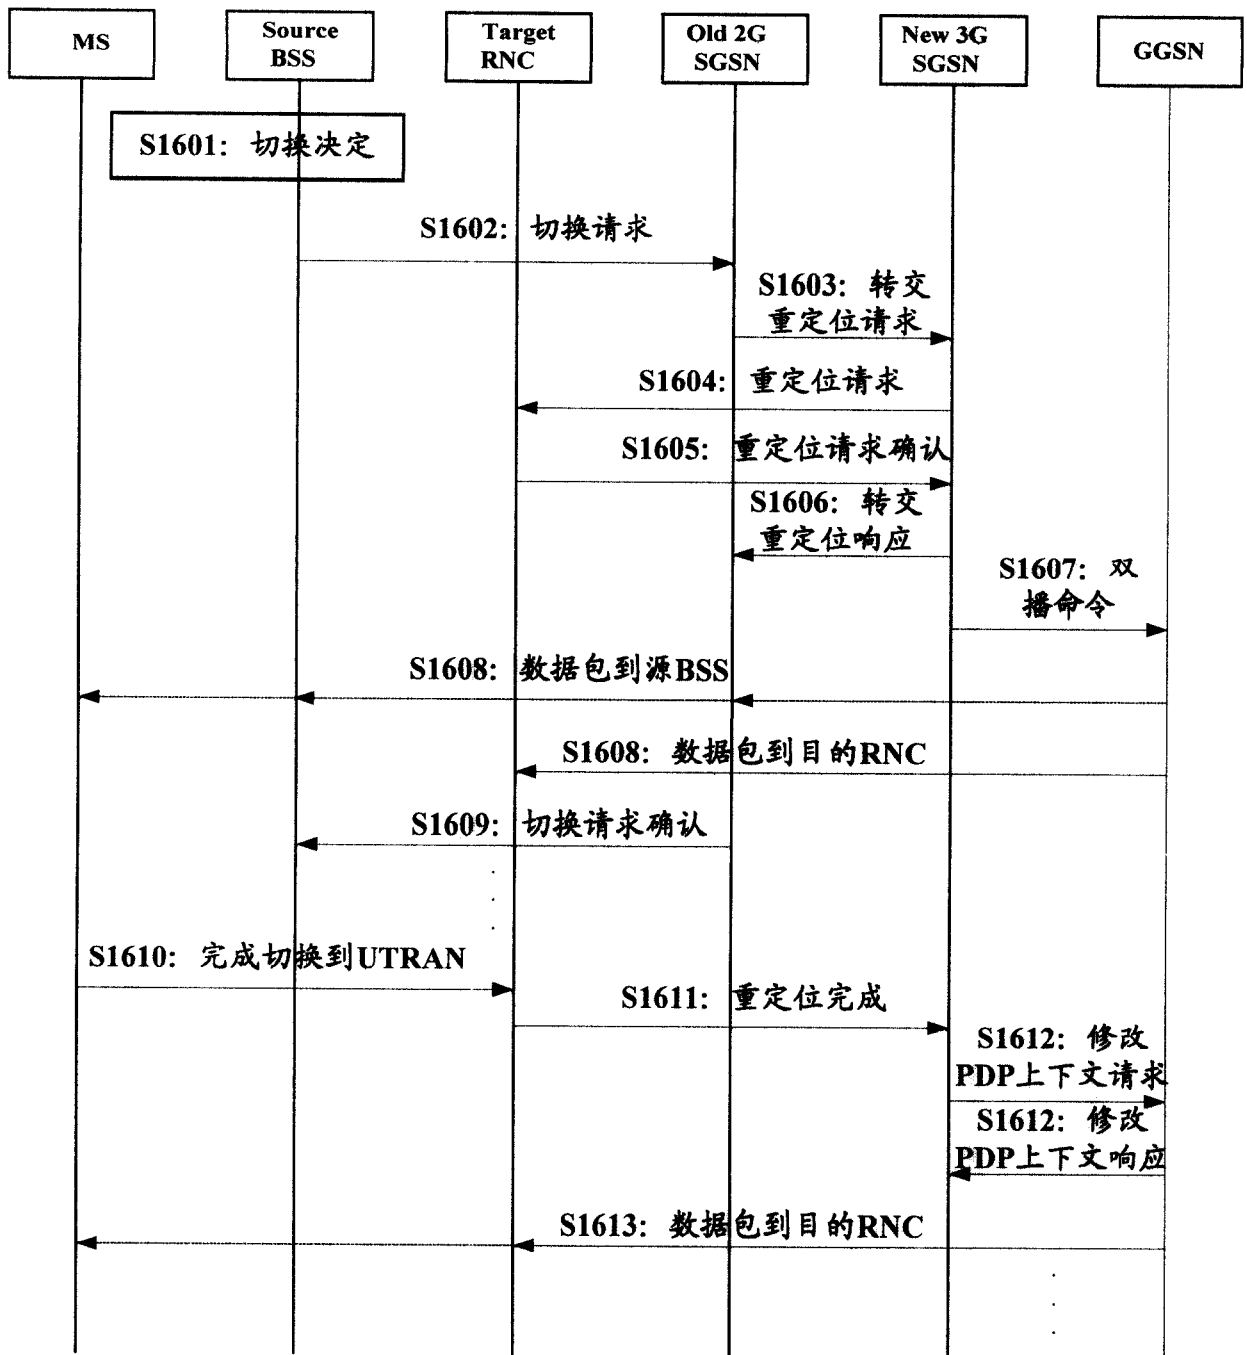 MS
Source
BSS
Target
RNC
Old 2G
SGSN
New 3G
SGSN
GGSN
S1601: 切换决定
S1602: 切换请求
S1603: 转交
重定位请求
S1604: 重定位请求
S1605: 重定位请求确认
S1606: 转交
重定位响应
S1607: 双
播命令
S1608: 数据包到源BSS
S1608: 数据包到目的RNC
S1609: 切换请求确认
S1610: 完成切换到UTRAN
S1611: 重定位完成
S1612: 修改
PDP上下文请求
S1612: 修改
PDP上下文响应
S1613: 数据包到目的RNC